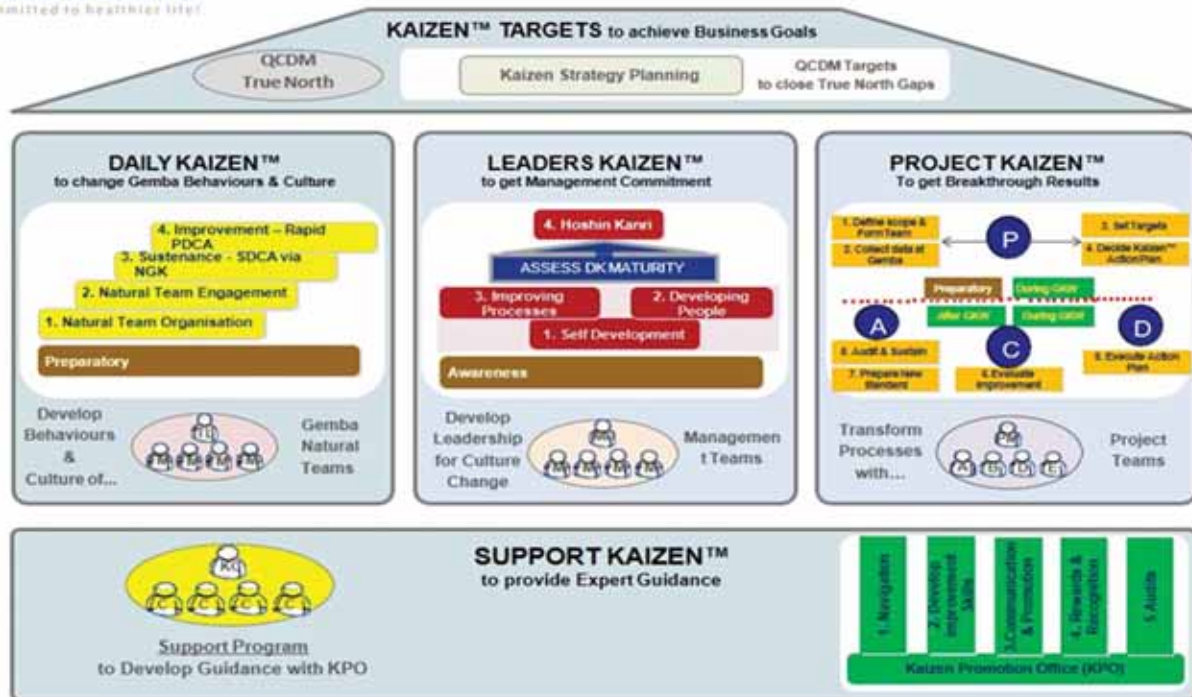 mmitted to healthier life!
KAIZEN™ TARGETS to achieve Business Goals
QCDM
True North
Kaizen Strategy Planning
QCDM Targets
to close True North Gaps
DAILY KAIZEN™
to change Gemba Behaviours & Culture
4. Improvement – Rapid
PDCA
3. Sustenance - SDCA via
NGK
2. Natural Team Engagement
1. Natural Team Organisation
Preparatory
Develop
Behaviours
&
Culture of...
TL
M M M M
Gemba
Natural
Teams
LEADERS KAIZEN™
to get Management Commitment
4. Hoshin Kanri
ASSESS DK MATURITY
3. Improving
Processes
2. Developing
People
1. Self Development
Awareness
Develop
Leadership
for Culture
Change
M M M M
Managemen
t Teams
PROJECT KAIZEN™
To get Breakthrough Results
1. Define scope &
Form Team
2. Collect data at
Gemba
P
3. Set Targets
4. Decide Kaizen™
Action Plan
Preparatory
During GKW
After GKW
During GKW
A
C
D
8. Audit & Sustain
7. Prepare New
Standard
6. Evaluate
Improvement
5. Execute Action
Plan
Transform
Processes
with...
PM
A B D E
Project
Teams
SUPPORT KAIZEN™
to provide Expert Guidance
KC
C C C C
Support Program
to Develop Guidance with KPO
1. Navigation
2. Develop
Improvement
Skills
3. Communication
& Promotion
4. Rewards &
Recognition
5. Audits
Kaizen Promotion Office (KPO)